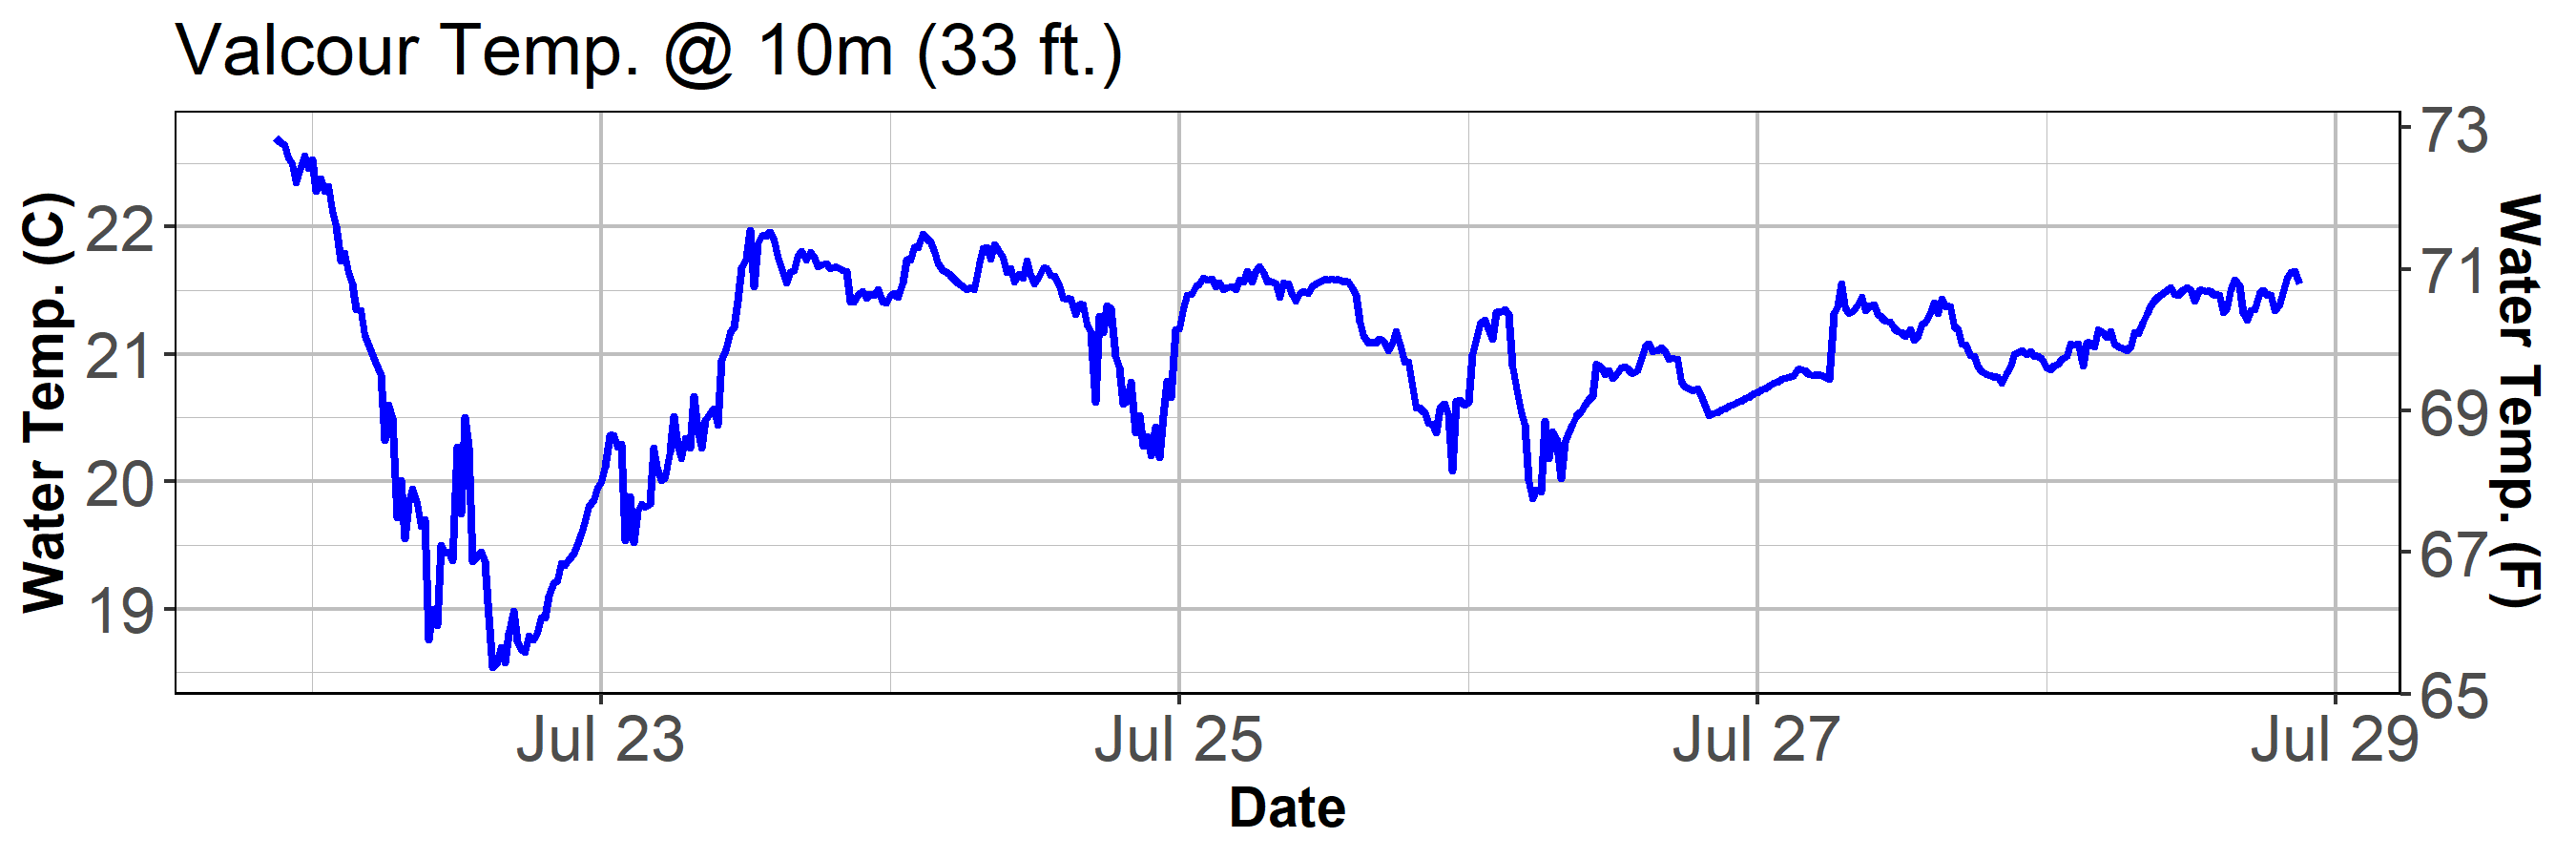 Valcour Temp. @ 10m (33 ft.)
Water Temp. (C)
22
21
20
19
73
71
69
67
65
Water Temp. (F)
Jul 23 Jul 25 Jul 27 Jul 29
Date